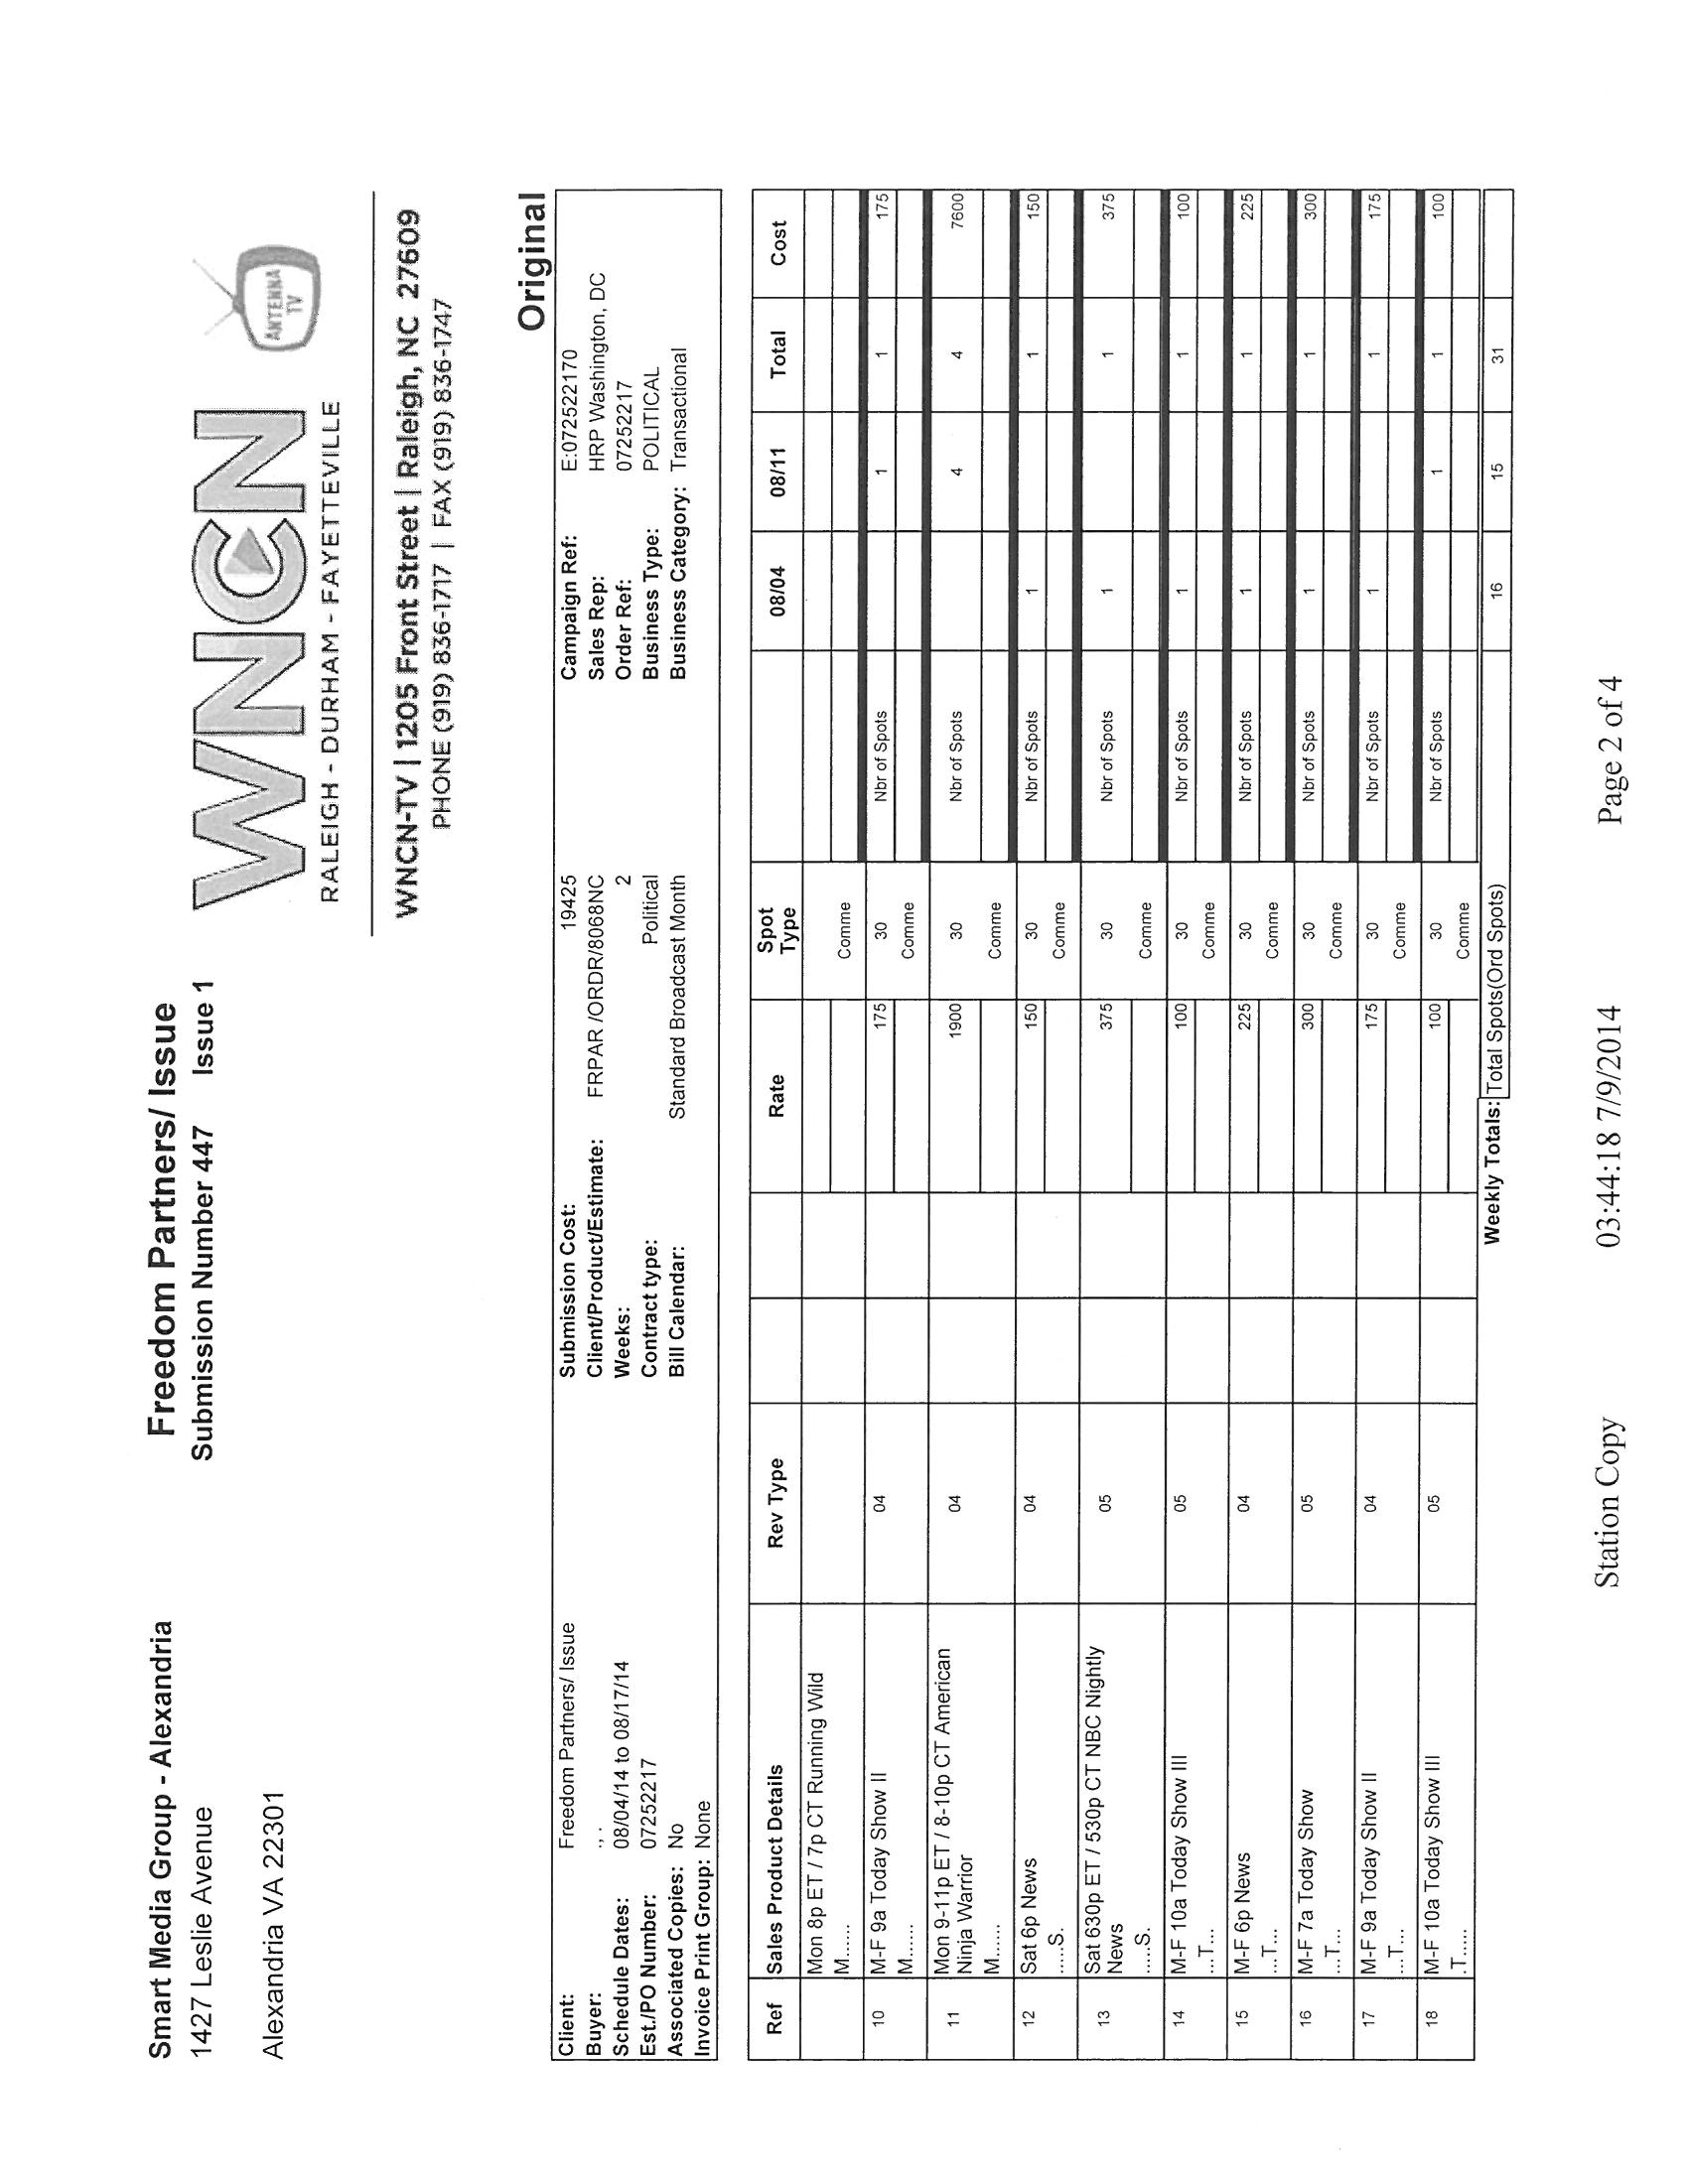 Smart Media Group - Alexandria
1427 Leslie Avenue
Alexandria VA 22301
Freedom Partners/ Issue
Submission Number 447 Issue 1
WNCN
RALEIGH - DURHAM - FAYETTEVILLE
ANTENNA
TV
WNCN-TV | 1205 Front Street | Raleigh, NC 27609
PHONE (919) 836-1717 | FAX (919) 836-1747
Original
Client: Freedom Partners/ Issue Submission Cost: 19425 Campaign Ref: E:072522170
Buyer: ., . Client/Product/Estimate: FRPAR /ORDR/8068NC Sales Rep: HRP Washington, DC
Schedule Dates: 08/04/14 to 08/17/14 Weeks: 2 Order Ref: 07252217
Est./PO Number: 07252217 Contract type: Political Business Type: POLITICAL
Associated Copies: No Bill Calendar: Standard Broadcast Month Business Category: Transactional
Invoice Print Group: None
Ref Sales Product Details Rev Type Rate Spot Type 08/04 08/11 Total Cost
Mon 8p ET / 7p CT Running Wild
M...... Comme
10 M-F 9a Today Show II 04 175 30 Nbr of Spots 1 1 175
M...... Comme
11 Mon 9-11p ET / 8-10p CT American 04 1900 30 Nbr of Spots 4 4 7600
Ninja Warrior
M...... Comme
12 Sat 6p News 04 150 30 Nbr of Spots 1 1 150
.....S. Comme
13 Sat 630p ET / 530p CT NBC Nightly 05 375 30 Nbr of Spots 1 1 375
News
.....S. Comme
14 M-F 10a Today Show III 05 100 30 Nbr of Spots 1 1 100
...T... Comme
15 M-F 6p News 04 225 30 Nbr of Spots 1 1 225
...T... Comme
16 M-F 7a Today Show 05 300 30 Nbr of Spots 1 1 300
...T... Comme
17 M-F 9a Today Show II 04 175 30 Nbr of Spots 1 1 175
...T... Comme
18 M-F 10a Today Show III 05 100 30 Nbr of Spots 1 1 100
.T..... Comme
Weekly Totals: Total Spots(Ord Spots) 16 15 31
Station Copy 03:44:18 7/9/2014 Page 2 of 4